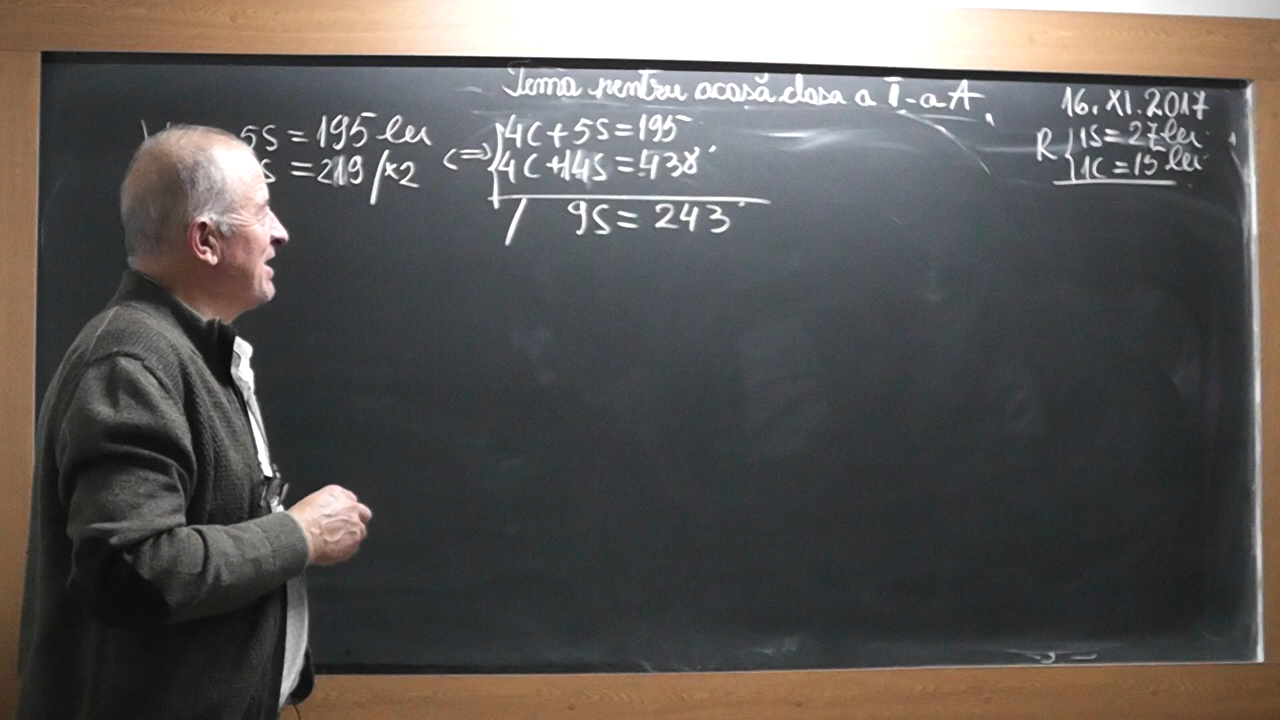 Tema pentru acasă clasa a V-a A
16.XI.2017
5S = 195 lei
S = 219 /×2
<=> { 4C + 5S = 195
4C + 14S = 438
/ 9S = 243
R { 1S = 27 lei
1C = 15 lei